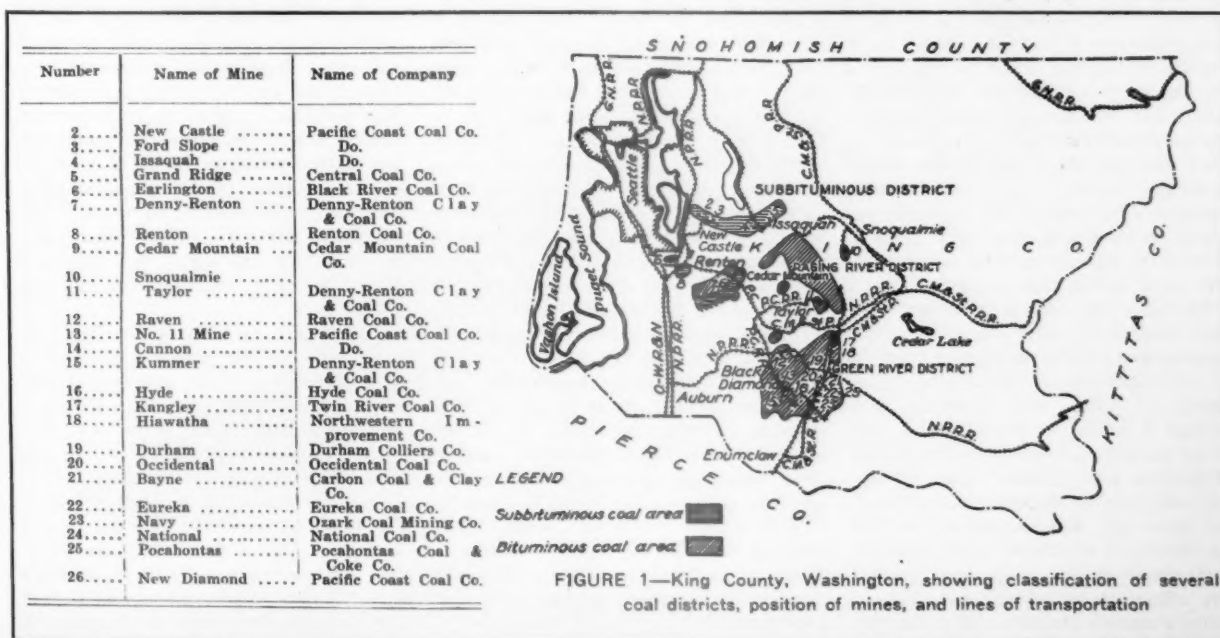 Number Name of Mine Name of Company
2..... New Castle ...... Pacific Coast Coal Co.
3..... Ford Slope ...... Do.
4..... Issaquah ........ Do.
5..... Grand Ridge ..... Central Coal Co.
6..... Earlington ...... Black River Coal Co.
7..... Denny-Renton .... Denny-Renton Clay
& Coal Co.
8..... Renton .......... Renton Coal Co.
9..... Cedar Mountain .. Cedar Mountain Coal
Co.
10..... Snoqualmie .....
11..... Taylor ......... Denny-Renton Clay
& Coal Co.
12..... Raven .......... Raven Coal Co.
13..... No. 11 Mine .... Pacific Coast Coal Co.
14..... Cannon ......... Do.
15..... Kummer ......... Denny-Renton Clay
& Coal Co.
16..... Hyde ........... Hyde Coal Co.
17..... Kangley ........ Twin River Coal Co.
18..... Hiawatha ....... Northwestern Im-
provement Co.
19..... Durham ......... Durham Colliers Co.
20..... Occidental ..... Occidental Coal Co.
21..... Bayne .......... Carbon Coal & Clay
Co.
22..... Eureka ......... Eureka Coal Co.
23..... Navy ........... Ozark Coal Mining Co.
24..... National ....... National Coal Co.
25..... Pocahontas ..... Pocahontas Coal &
Coke Co.
26..... New Diamond .... Pacific Coast Coal Co.
SNOHOMISH COUNTY
G.N.R.R.
N.P.R.R.
N.P.R.R.
C.M.&St.P.R.R.
G.N.R.R.
Seattle
SUBBITUMINOUS DISTRICT
2 3
Issaquah
Snoqualmie
New
Castle
KING CO.
10
Renton
Cedar Mountain
RAGING RIVER DISTRICT
Puget Sound
Vashon Island
P.C.R.R.
Taylor
N.P.R.R.
C.M.&St.P.R.R.
C.M.&St.P.
Cedar Lake
O-W.R&N
N.P.R.R.
N.P.R.R.
17
18
Black
Diamond
GREEN RIVER DISTRICT
25
Auburn
N.P.R.R.
KITTITAS CO.
Enumclaw
C.M.&St.P.
PIERCE CO.
LEGEND
Subbituminous coal area
Bituminous coal area
FIGURE 1—King County, Washington, showing classification of several
coal districts, position of mines, and lines of transportation